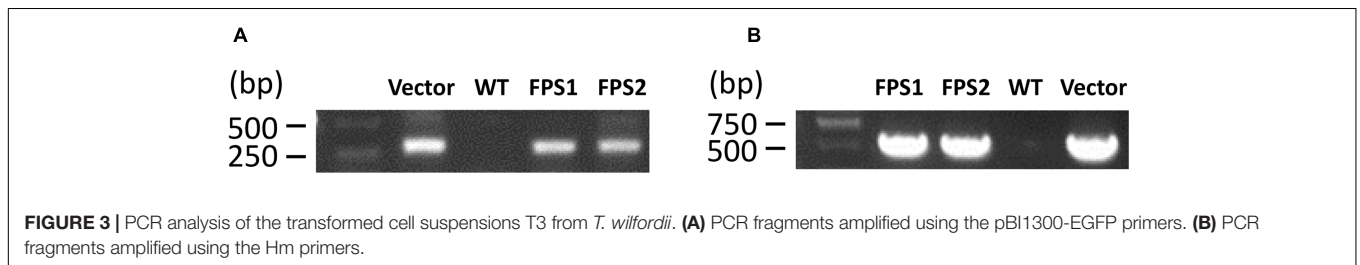 A
B
(bp)
Vector WT FPS1 FPS2
500
250
(bp)
FPS1 FPS2 WT Vector
750
500
FIGURE 3 | PCR analysis of the transformed cell suspensions T3 from T. wilfordii. (A) PCR fragments amplified using the pBI1300-EGFP primers. (B) PCR
fragments amplified using the Hm primers.